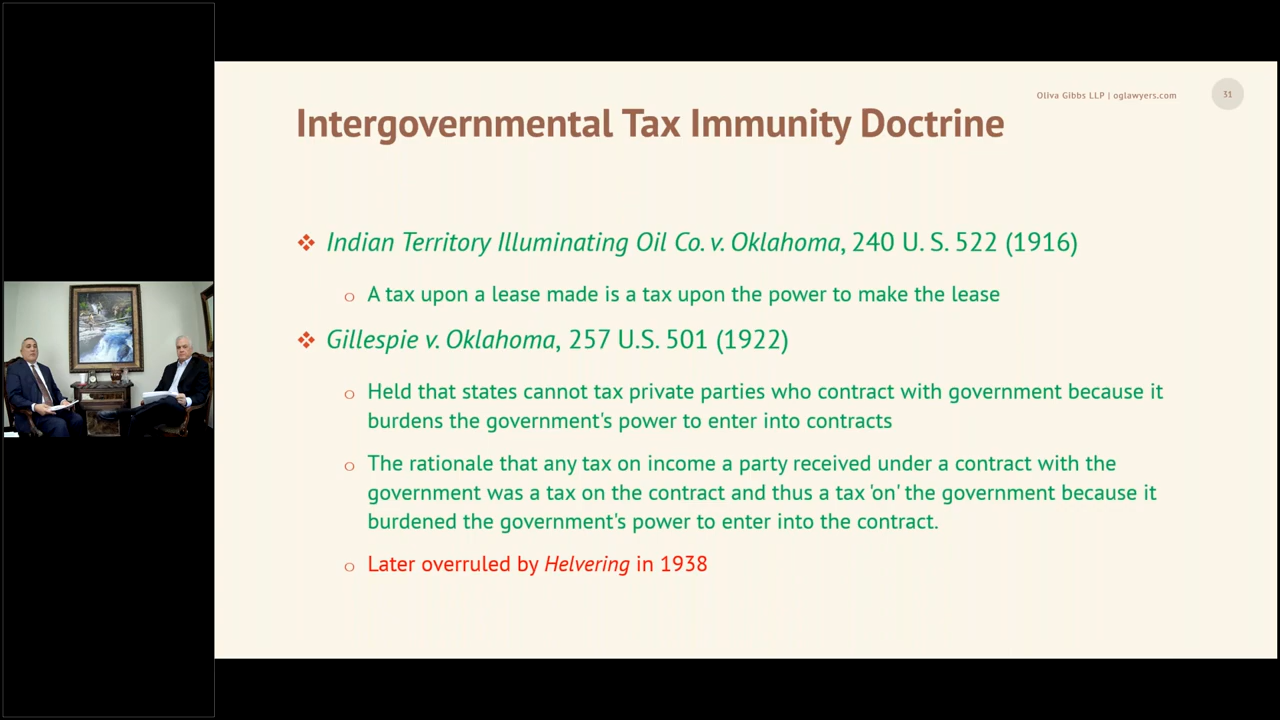 Oliva Gibbs LLP | oglawyers.com
31
Intergovernmental Tax Immunity Doctrine
❖ Indian Territory Illuminating Oil Co. v. Oklahoma, 240 U. S. 522 (1916)
o A tax upon a lease made is a tax upon the power to make the lease
❖ Gillespie v. Oklahoma, 257 U.S. 501 (1922)
o Held that states cannot tax private parties who contract with government because it
burdens the government's power to enter into contracts
o The rationale that any tax on income a party received under a contract with the
government was a tax on the contract and thus a tax 'on' the government because it
burdened the government's power to enter into the contract.
o Later overruled by Helvering in 1938